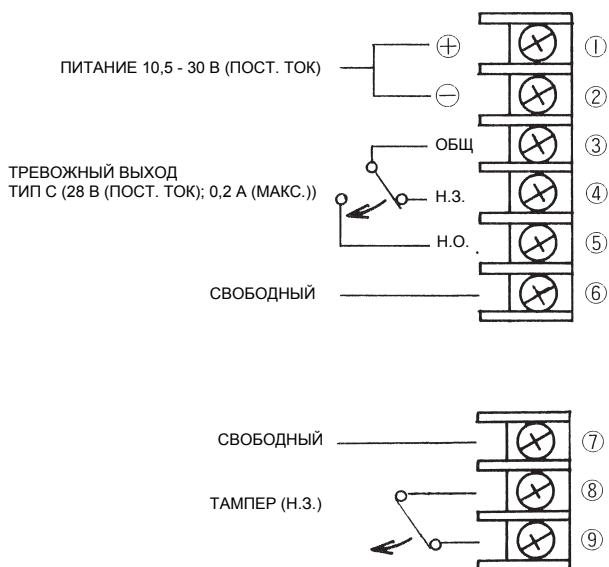 ⊕ ①
ПИТАНИЕ 10,5 - 30 В (ПОСТ. ТОК)
⊖ ②
ОБЩ ③
ТРЕВОЖНЫЙ ВЫХОД
ТИП С (28 В (ПОСТ. ТОК); 0,2 А (МАКС.))
Н.З. ④
Н.О. ⑤
СВОБОДНЫЙ ⑥
СВОБОДНЫЙ ⑦
ТАМПЕР (Н.З.) ⑧
⑨